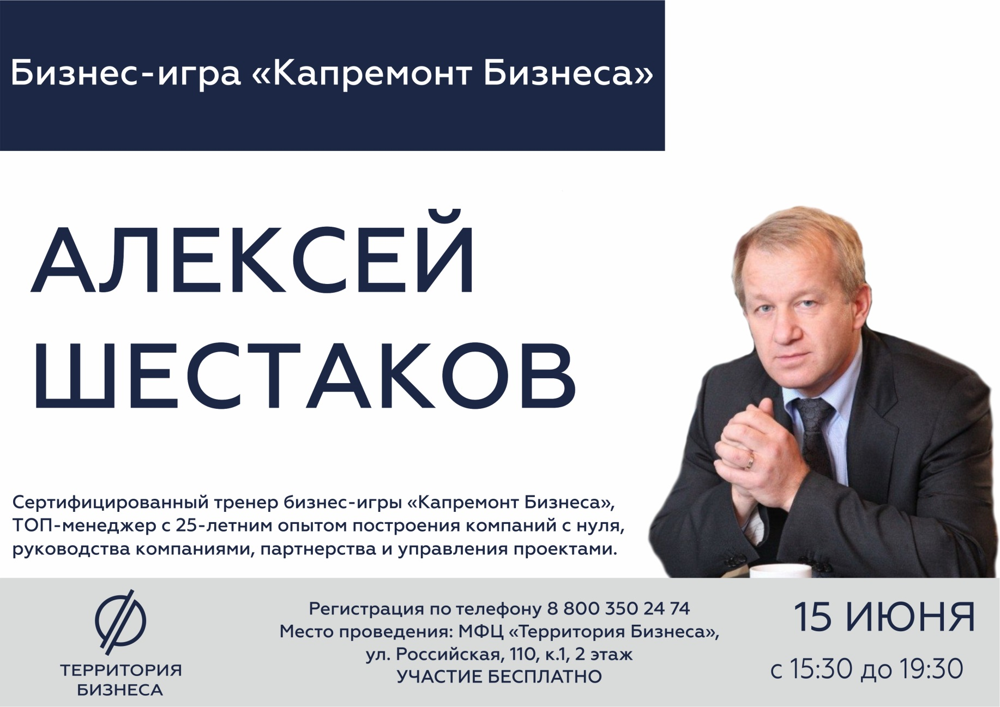 Бизнес-игра «Капремонт Бизнеса»
АЛЕКСЕЙ
ШЕСТАКОВ
Сертифицированный тренер бизнес-игры «Капремонт Бизнеса»,
ТОП-менеджер с 25-летним опытом построения компаний с нуля,
руководства компаниями, партнерства и управления проектами.
ТЕРРИТОРИЯ
БИЗНЕСА
Регистрация по телефону 8 800 350 24 74
Место проведения: МФЦ «Территория Бизнеса»,
ул. Российская, 110, к.1, 2 этаж
УЧАСТИЕ БЕСПЛАТНО
15 ИЮНЯ
с 15:30 до 19:30